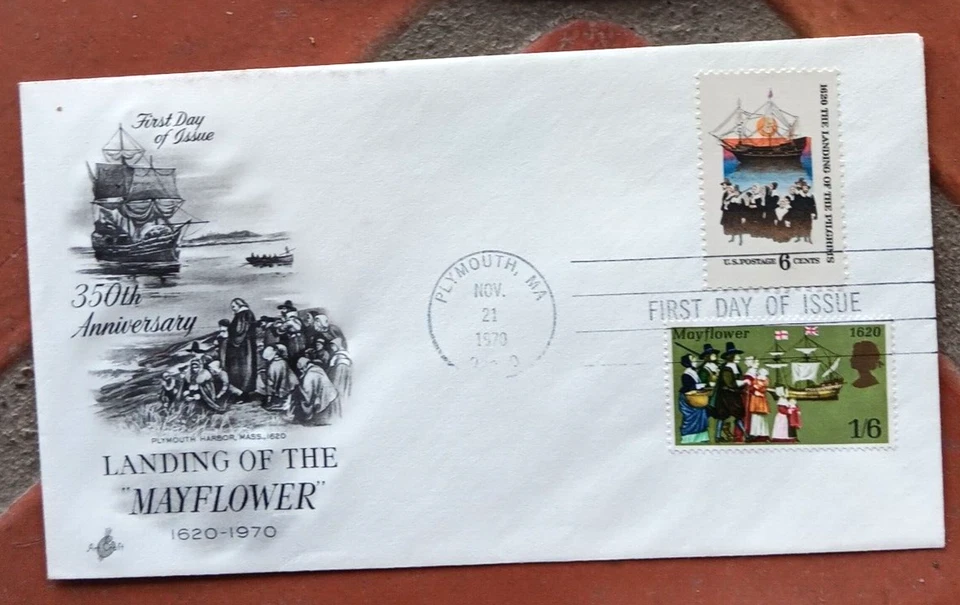 First Day
of Issue
350th
Anniversary
PLYMOUTH HARBOR, MASS., 1620
LANDING OF THE
"MAYFLOWER"
1620-1970
PLYMOUTH, MA
NOV.
21
1970
1620 THE LANDING OF THE PILGRIMS
U.S. POSTAGE 6 CENTS
FIRST DAY OF ISSUE
Mayflower 1620
1/6